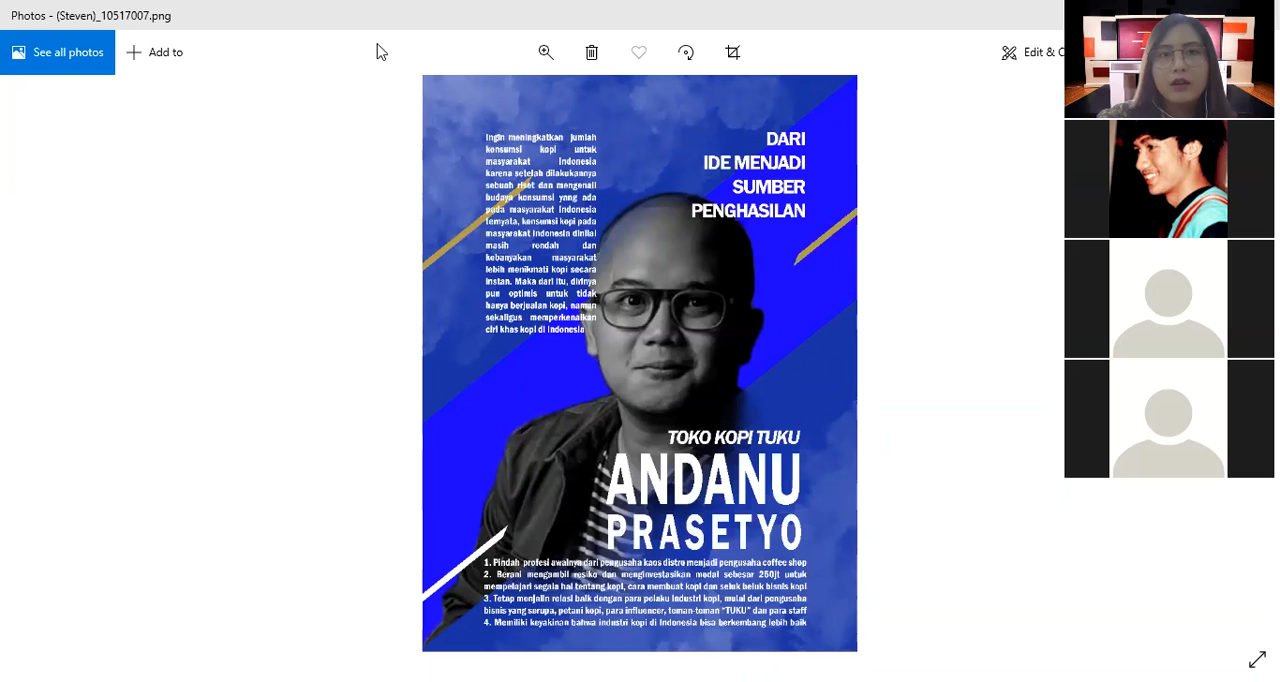 Photos - (Steven)_10517007.png
See all photos
Add to
Edit & C
Ingin meningkatkan jumlah
konsumsi kopi untuk
masyarakat Indonesia
karena setelah dilakukannya
sebuah riset dan mengenali
budaya konsumsi yang ada
pada masyarakat Indonesia
ternyata, konsumsi kopi pada
masyarakat Indonesia dinilai
masih rendah dan
kebanyakan masyarakat
lebih menikmati kopi secara
instan. Maka dari itu, dirinya
pun optimis untuk tidak
hanya berjualan kopi, namun
sekaligus memperkenalkan
ciri khas kopi di Indonesia
DARI
IDE MENJADI
SUMBER
PENGHASILAN
TOKO KOPI TUKU
ANDANU
PRASETYO
1. Pindah profesi awalnya dari pengusaha kaos distro menjadi pengusaha coffee shop
2. Berani mengambil resiko dan menginvestasikan modal sebesar 250jt untuk
mempelajari segala hal tentang kopi, cara membuat kopi dan seluk beluk bisnis kopi
3. Tetap menjalin relasi baik dengan para pelaku industri kopi, mulai dari pengusaha
bisnis yang serupa, petani kopi, para influencer, teman-teman "TUKU" dan para staff
4. Memiliki keyakinan bahwa industri kopi di Indonesia bisa berkembang lebih baik